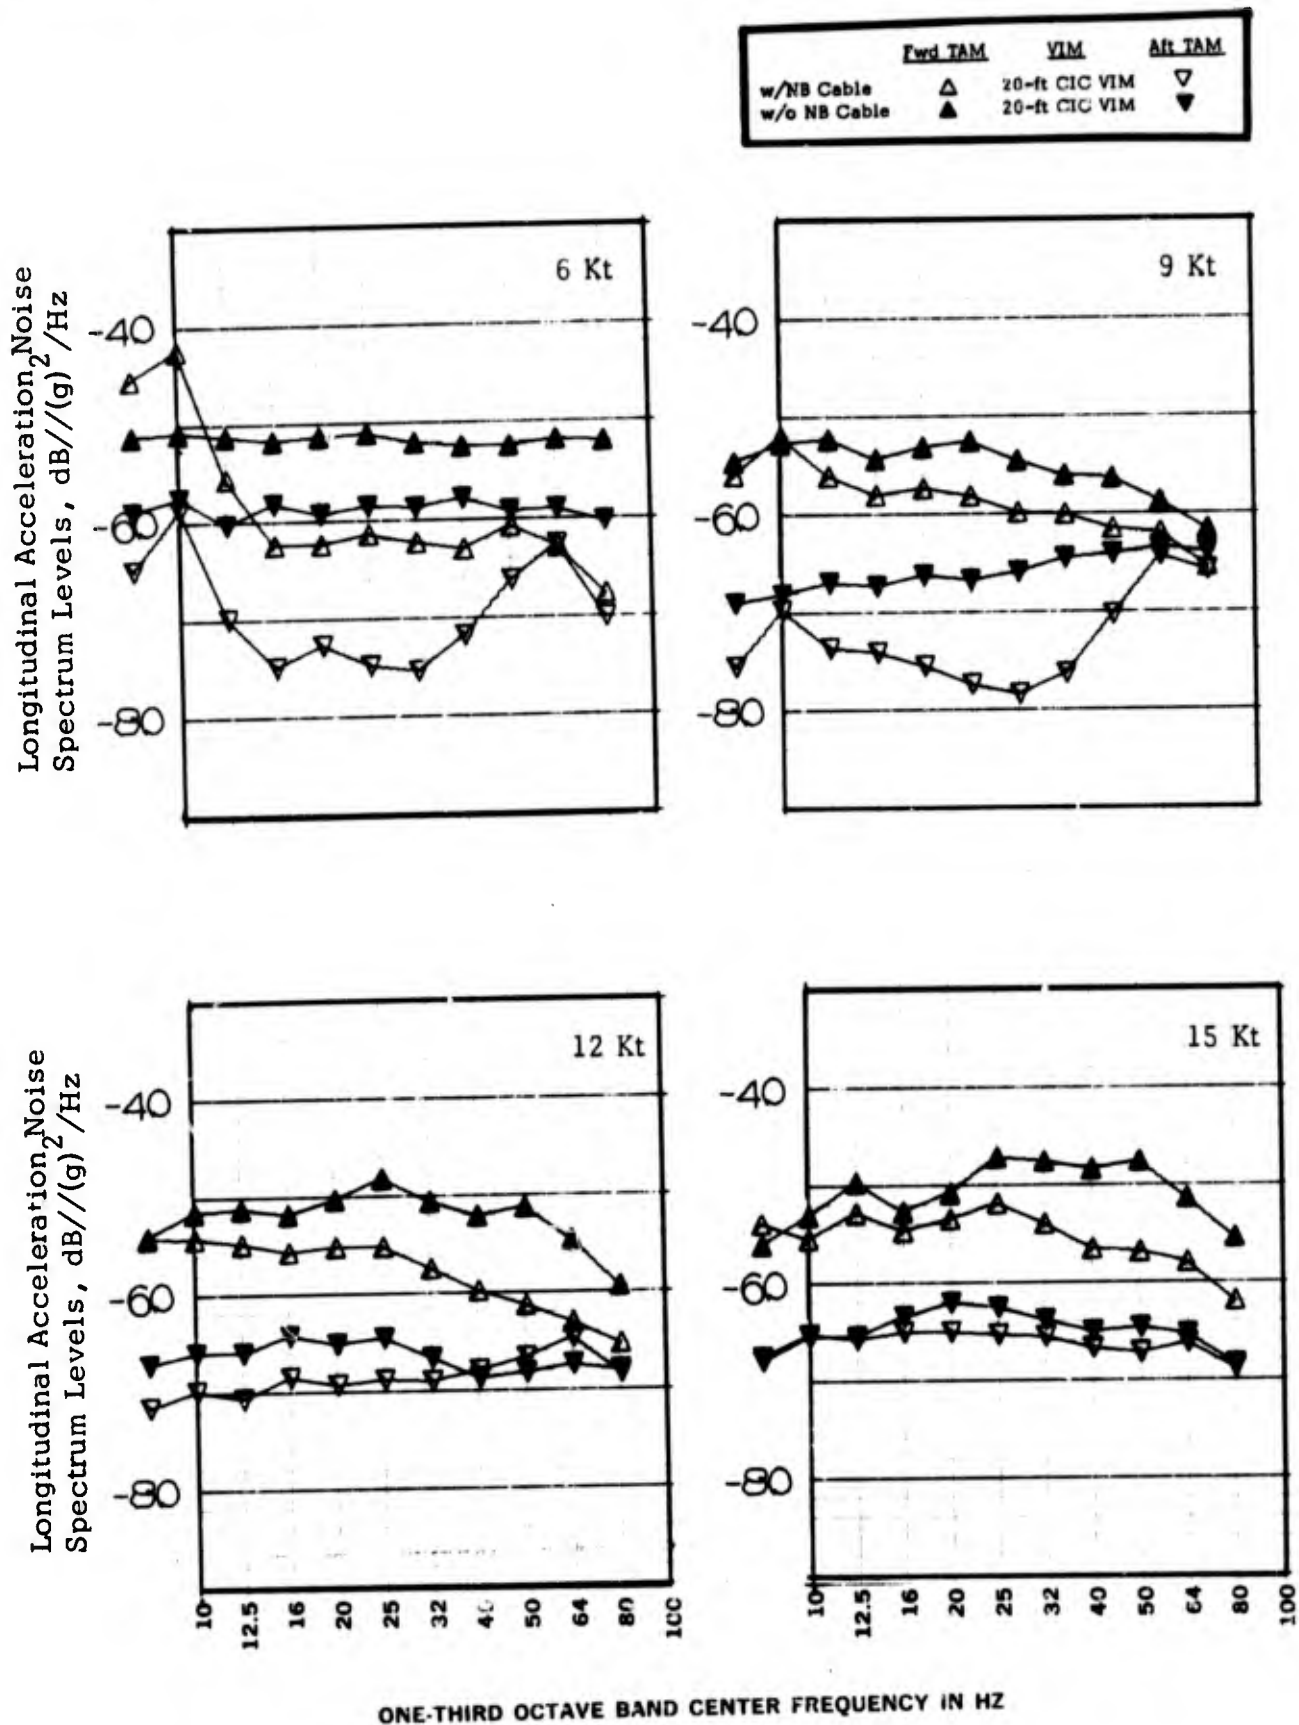 Fwd TAM VIM Aft TAM
w/NB Cable △ 20-ft CIC VIM ▽
w/o NB Cable ▲ 20-ft CIC VIM ▼
Longitudinal Acceleration Noise
Spectrum Levels, dB//(g)²/Hz
6 Kt
-40
-60
-80
9 Kt
-40
-60
-80
Longitudinal Acceleration Noise
Spectrum Levels, dB//(g)²/Hz
12 Kt
-40
-60
-80
10 12.5 16 20 25 32 40 50 64 80 100
15 Kt
-40
-60
-80
10 12.5 16 20 25 32 40 50 64 80 100
ONE-THIRD OCTAVE BAND CENTER FREQUENCY IN HZ